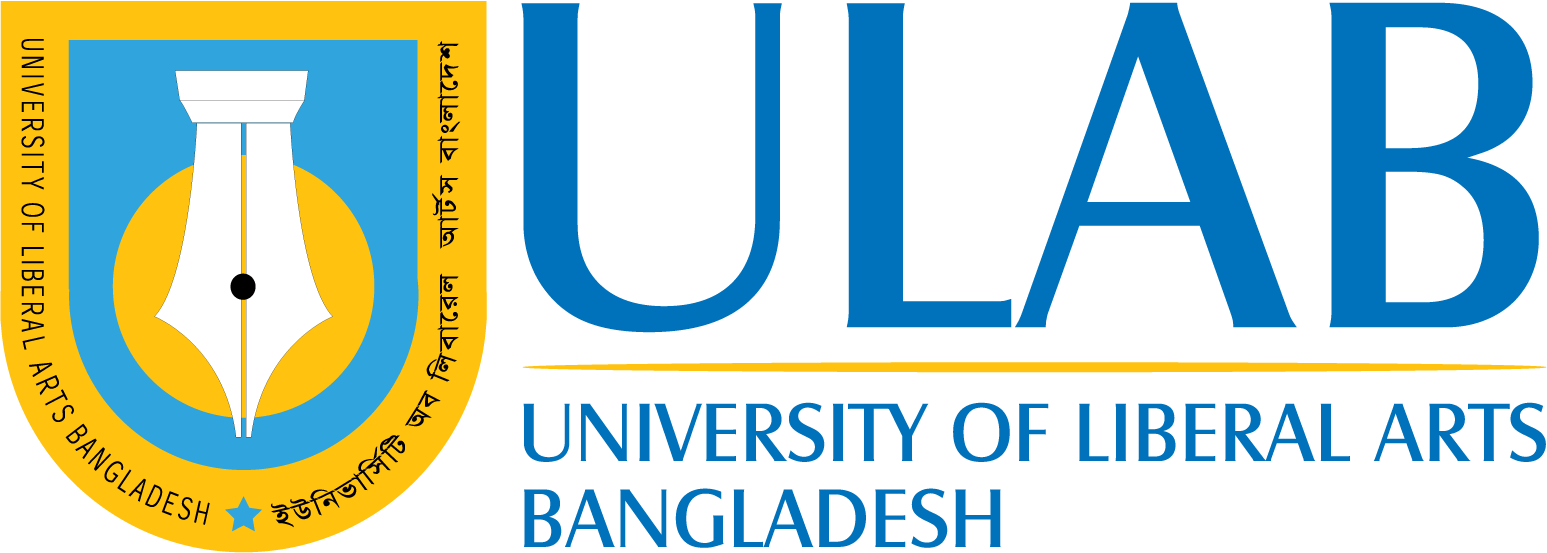 UNIVERSITY OF LIBERAL ARTS BANGLADESH
ইউনিভার্সিটি অব লিবারেল আর্টস বাংলাদেশ
ULAB
UNIVERSITY OF LIBERAL ARTS
BANGLADESH